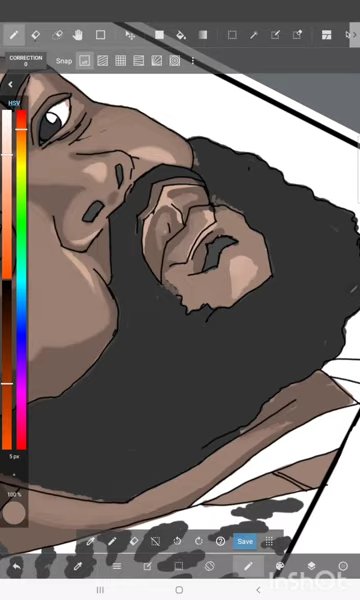 CORRECTION
0
Snap
HSV
5 px
100 %
Save
InShOt